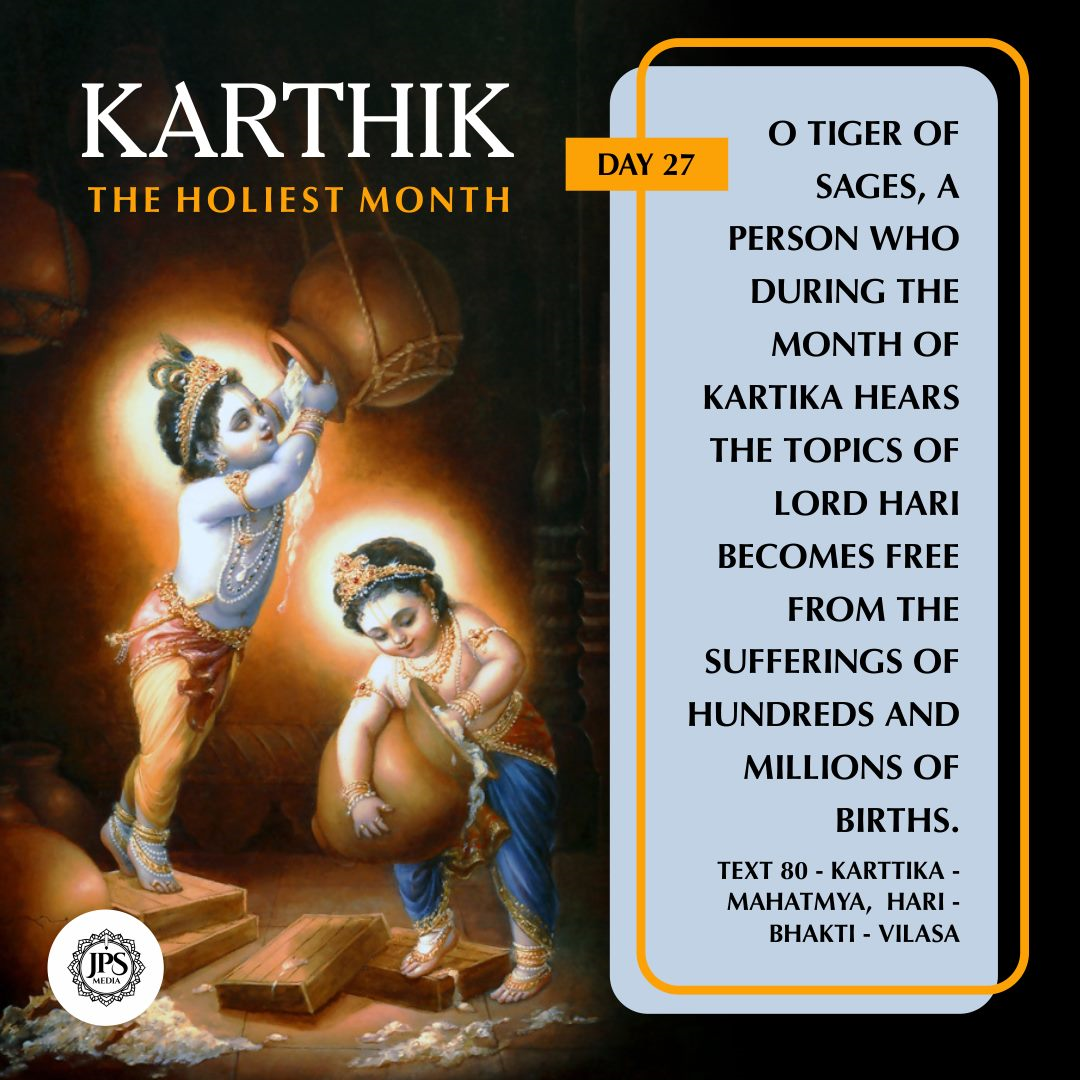 KARTHIK
THE HOLIEST MONTH
DAY 27
O TIGER OF
SAGES, A
PERSON WHO
DURING THE
MONTH OF
KARTIKA HEARS
THE TOPICS OF
LORD HARI
BECOMES FREE
FROM THE
SUFFERINGS OF
HUNDREDS AND
MILLIONS OF
BIRTHS.
TEXT 80 - KARTTIKA -
MAHATMYA, HARI -
BHAKTI - VILASA
JPS
MEDIA